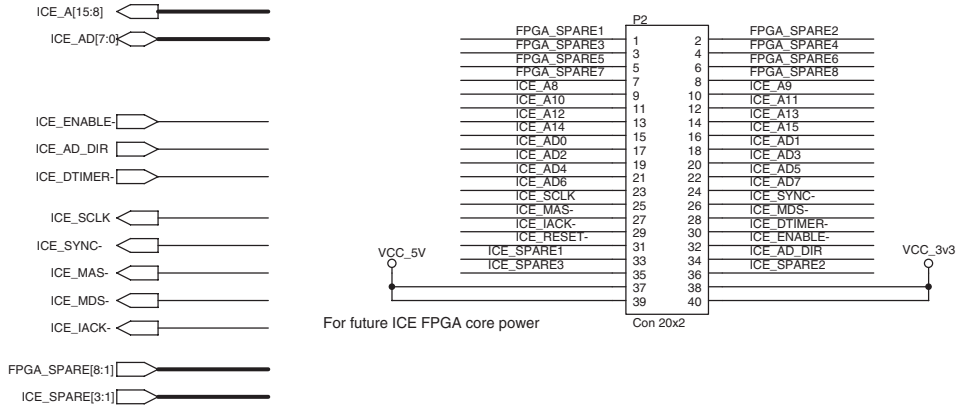 ICE_A[15:8]
ICE_AD[7:0]
ICE_ENABLE-
ICE_AD_DIR
ICE_DTIMER-
ICE_SCLK
ICE_SYNC-
ICE_MAS-
ICE_MDS-
ICE_IACK-
FPGA_SPARE[8:1]
ICE_SPARE[3:1]
P2
FPGA_SPARE1 1 2 FPGA_SPARE2
FPGA_SPARE3 3 4 FPGA_SPARE4
FPGA_SPARE5 5 6 FPGA_SPARE6
FPGA_SPARE7 7 8 FPGA_SPARE8
ICE_A8 9 10 ICE_A9
ICE_A10 11 12 ICE_A11
ICE_A12 13 14 ICE_A13
ICE_A14 15 16 ICE_A15
ICE_AD0 17 18 ICE_AD1
ICE_AD2 19 20 ICE_AD3
ICE_AD4 21 22 ICE_AD5
ICE_AD6 23 24 ICE_AD7
ICE_SCLK 25 26 ICE_SYNC-
ICE_MAS- 27 28 ICE_MDS-
ICE_IACK- 29 30 ICE_DTIMER-
ICE_RESET- 31 32 ICE_ENABLE-
ICE_SPARE1 33 34 ICE_AD_DIR
ICE_SPARE3 35 36 ICE_SPARE2
VCC_5V 37 38 VCC_3v3
39 40
Con 20x2
For future ICE FPGA core power